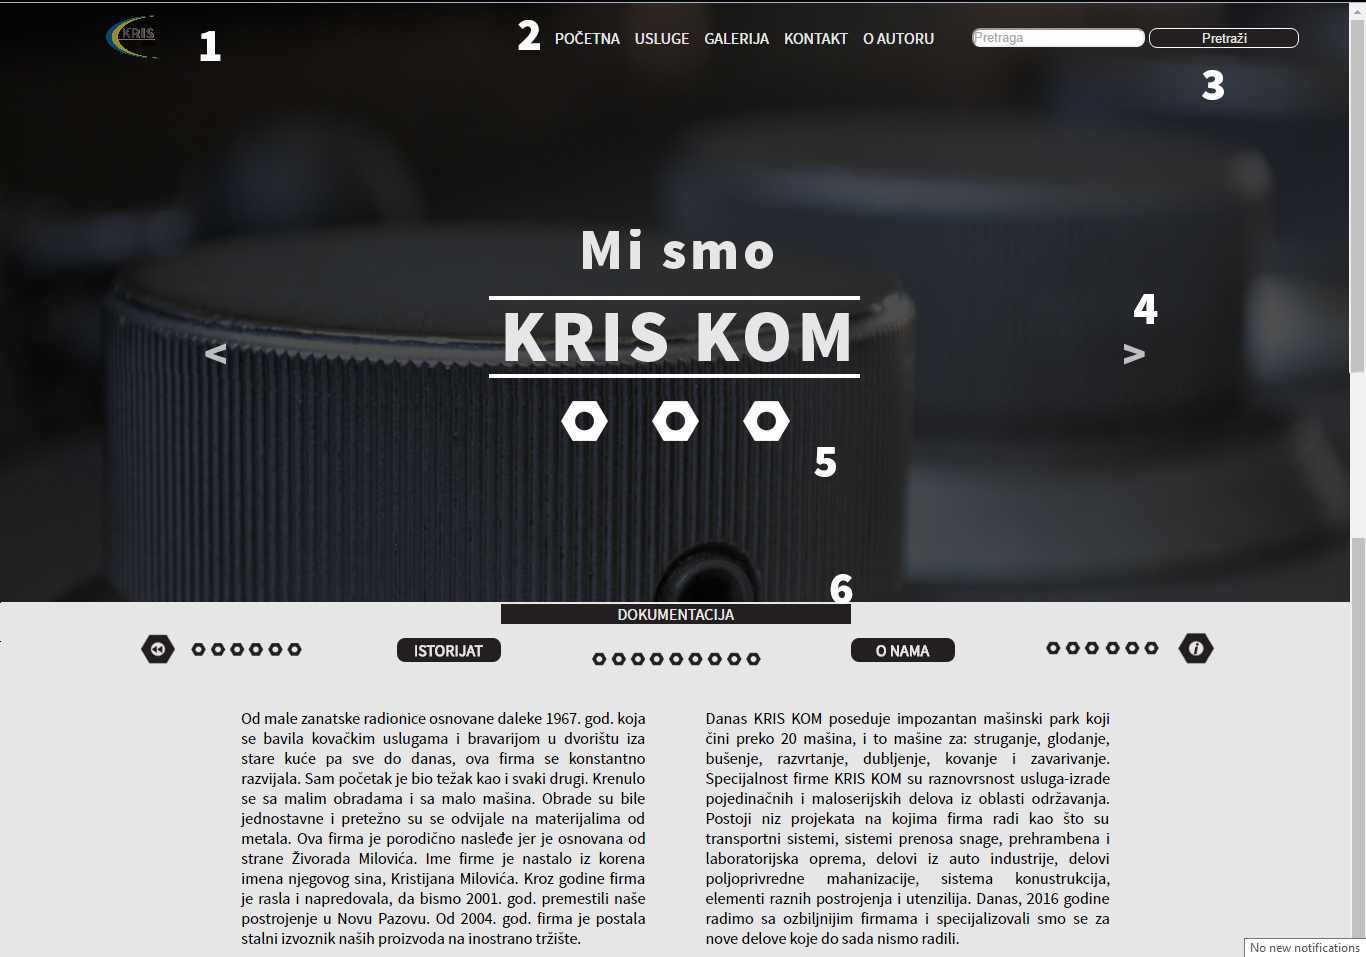 KRIS
1
2
POČETNA USLUGE GALERIJA KONTAKT O AUTORU
Pretraga
Pretraži
3
Mi smo
4
KRIS KOM
< >
5
6
DOKUMENTACIJA
ISTORIJAT
O NAMA
Od male zanatske radionice osnovane daleke 1967. god. koja
se bavila kovačkim uslugama i bravarijom u dvorištu iza
stare kuće pa sve do danas, ova firma se konstantno
razvijala. Sam početak je bio težak kao i svaki drugi. Krenulo
se sa malim obradama i sa malo mašina. Obrade su bile
jednostavne i pretežno su se odvijale na materijalima od
metala. Ova firma je porodično nasleđe jer je osnovana od
strane Živorada Milovića. Ime firme je nastalo iz korena
imena njegovog sina, Kristijana Milovića. Kroz godine firma
je rasla i napredovala, da bismo 2001. god. premestili naše
postrojenje u Novu Pazovu. Od 2004. god. firma je postala
stalni izvoznik naših proizvoda na inostrano tržište.
Danas KRIS KOM poseduje impozantan mašinski park koji
čini preko 20 mašina, i to mašine za: struganje, glodanje,
bušenje, razvrtanje, dubljenje, kovanje i zavarivanje.
Specijalnost firme KRIS KOM su raznovrsnost usluga-izrade
pojedinačnih i maloserijskih delova iz oblasti održavanja.
Postoji niz projekata na kojima firma radi kao što su
transportni sistemi, sistemi prenosa snage, prehrambena i
laboratorijska oprema, delovi iz auto industrije, delovi
poljoprivredne mahanizacije, sistema konustrukcija,
elementi raznih postrojenja i utenzilija. Danas, 2016 godine
radimo sa ozbiljnijim firmama i specijalizovali smo se za
nove delove koje do sada nismo radili.
No new notifications